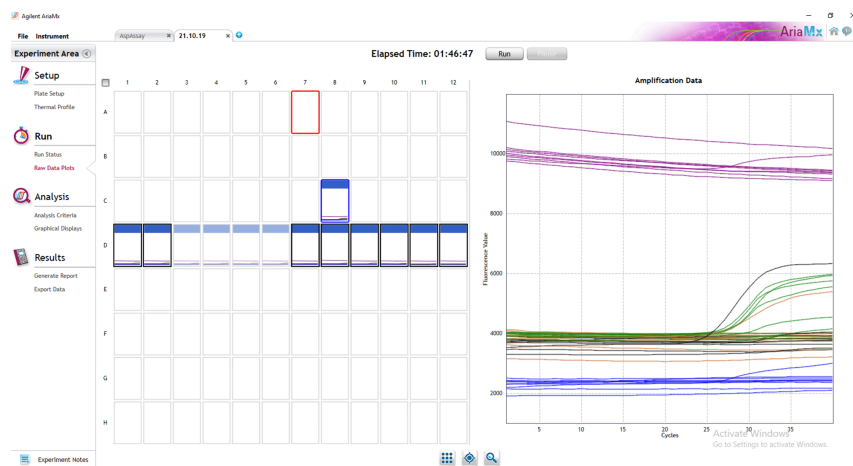 Agilent AriaMx
File Instrument
AspAssay
21.10.19
AriaMx
Experiment Area
Elapsed Time: 01:46:47
Run
Setup
Plate Setup
Thermal Profile
Run
Run Status
Raw Data Plots
Analysis
Analysis Criteria
Graphical Displays
Results
Generate Report
Export Data
Experiment Notes
1 2 3 4 5 6 7 8 9 10 11 12
A
B
C
D
E
F
G
H
Amplification Data
Fluorescence Value
10000
8000
6000
4000
2000
5 10 15 20 25 30 35
Cycles
Activate Windows
Go to Settings to activate Windows.